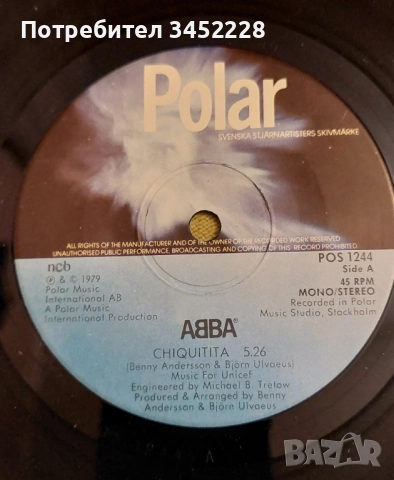 Потребител 3452228
Polar
SVENSKA STJÄRNARTISTERS SKIVMÄRKE
ALL RIGHTS OF THE MANUFACTURER AND OF THE OWNER OF THE RECORDED WORK RESERVED
UNAUTHORISED PUBLIC PERFORMANCE, BROADCASTING AND COPYING OF THIS RECORD PROHIBITED
ncb
℗ & © 1979
Polar Music
International AB
A Polar Music
International Production
POS 1244
Side A
45 RPM
MONO/STEREO
Recorded in Polar
Music Studio, Stockholm
ABBA
CHIQUITITA 5.26
(Benny Andersson & Björn Ulvaeus)
Music For Unicef
Engineered by Michael B. Tretow
Produced & Arranged by Benny
Andersson & Björn Ulvaeus
BAZAR